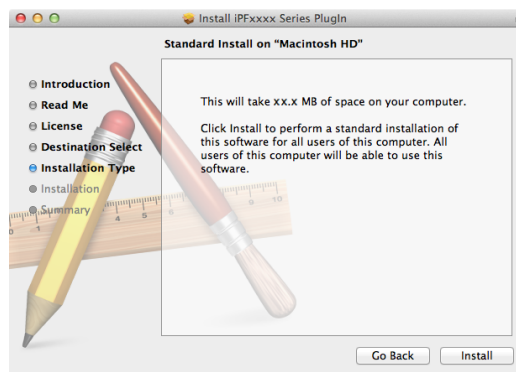 Install iPFxxxx Series PlugIn
Standard Install on "Macintosh HD"
Introduction
Read Me
License
Destination Select
Installation Type
Installation
Summary
This will take xx.x MB of space on your computer.
Click Install to perform a standard installation of
this software for all users of this computer. All
users of this computer will be able to use this
software.
Go Back
Install